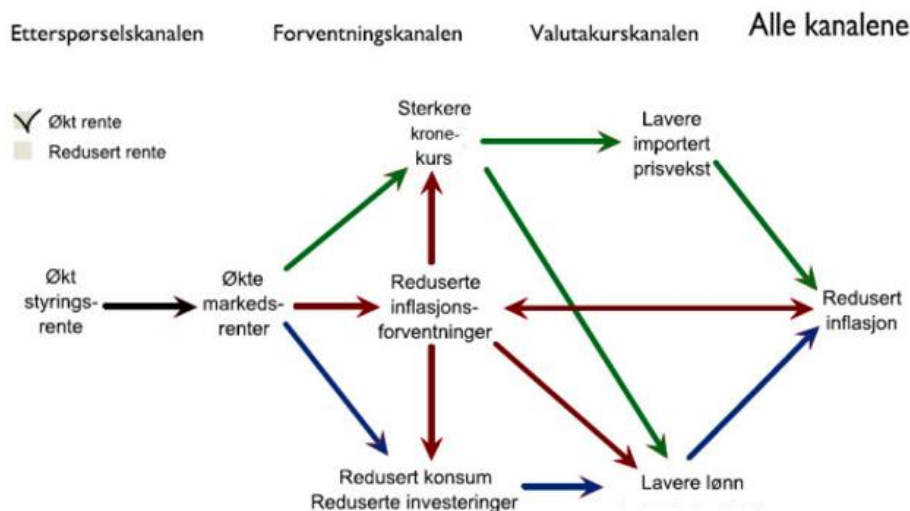 Etterspørselskanalen
Forventningskanalen
Valutakurskanalen
Alle kanalene
Økt rente
Redusert rente
Sterkere
krone-
kurs
Lavere
importert
prisvekst
Økt
styrings-
rente
Økte
markeds-
renter
Reduserte
inflasjons-
forventninger
Redusert
inflasjon
Redusert konsum
Reduserte investeringer
Lavere lønn